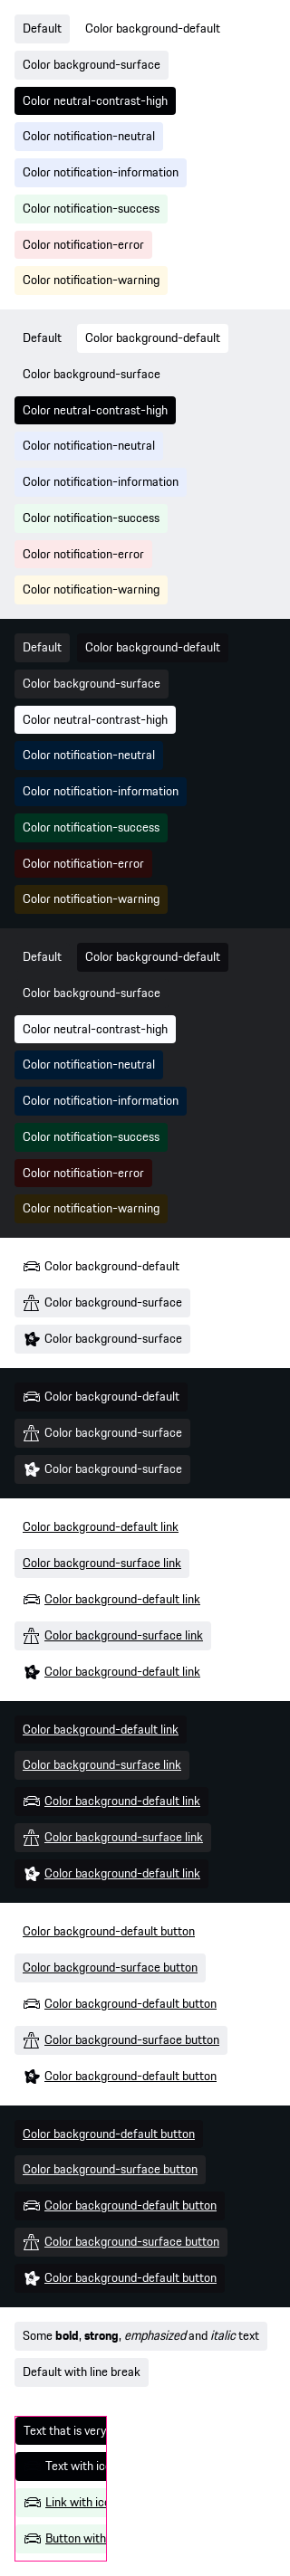 Default Color background-default
Color background-surface
Color neutral-contrast-high
Color notification-neutral
Color notification-information
Color notification-success
Color notification-error
Color notification-warning
Default Color background-default
Color background-surface
Color neutral-contrast-high
Color notification-neutral
Color notification-information
Color notification-success
Color notification-error
Color notification-warning
Default Color background-default
Color background-surface
Color neutral-contrast-high
Color notification-neutral
Color notification-information
Color notification-success
Color notification-error
Color notification-warning
Default Color background-default
Color background-surface
Color neutral-contrast-high
Color notification-neutral
Color notification-information
Color notification-success
Color notification-error
Color notification-warning
Color background-default
Color background-surface
Color background-surface
Color background-default
Color background-surface
Color background-surface
Color background-default link
Color background-surface link
Color background-default link
Color background-surface link
Color background-default link
Color background-default link
Color background-surface link
Color background-default link
Color background-surface link
Color background-default link
Color background-default button
Color background-surface button
Color background-default button
Color background-surface button
Color background-default button
Color background-default button
Color background-surface button
Color background-default button
Color background-surface button
Color background-default button
Some bold, strong, emphasized and italic text
Default with line break
Text that is very
Text with ic
Link with ic
Button with